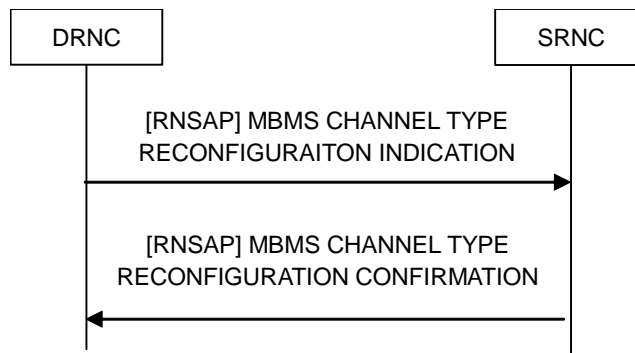 DRNC
SRNC
[RNSAP] MBMS CHANNEL TYPE
RECONFIGURAITON INDICATION
[RNSAP] MBMS CHANNEL TYPE
RECONFIGURATION CONFIRMATION